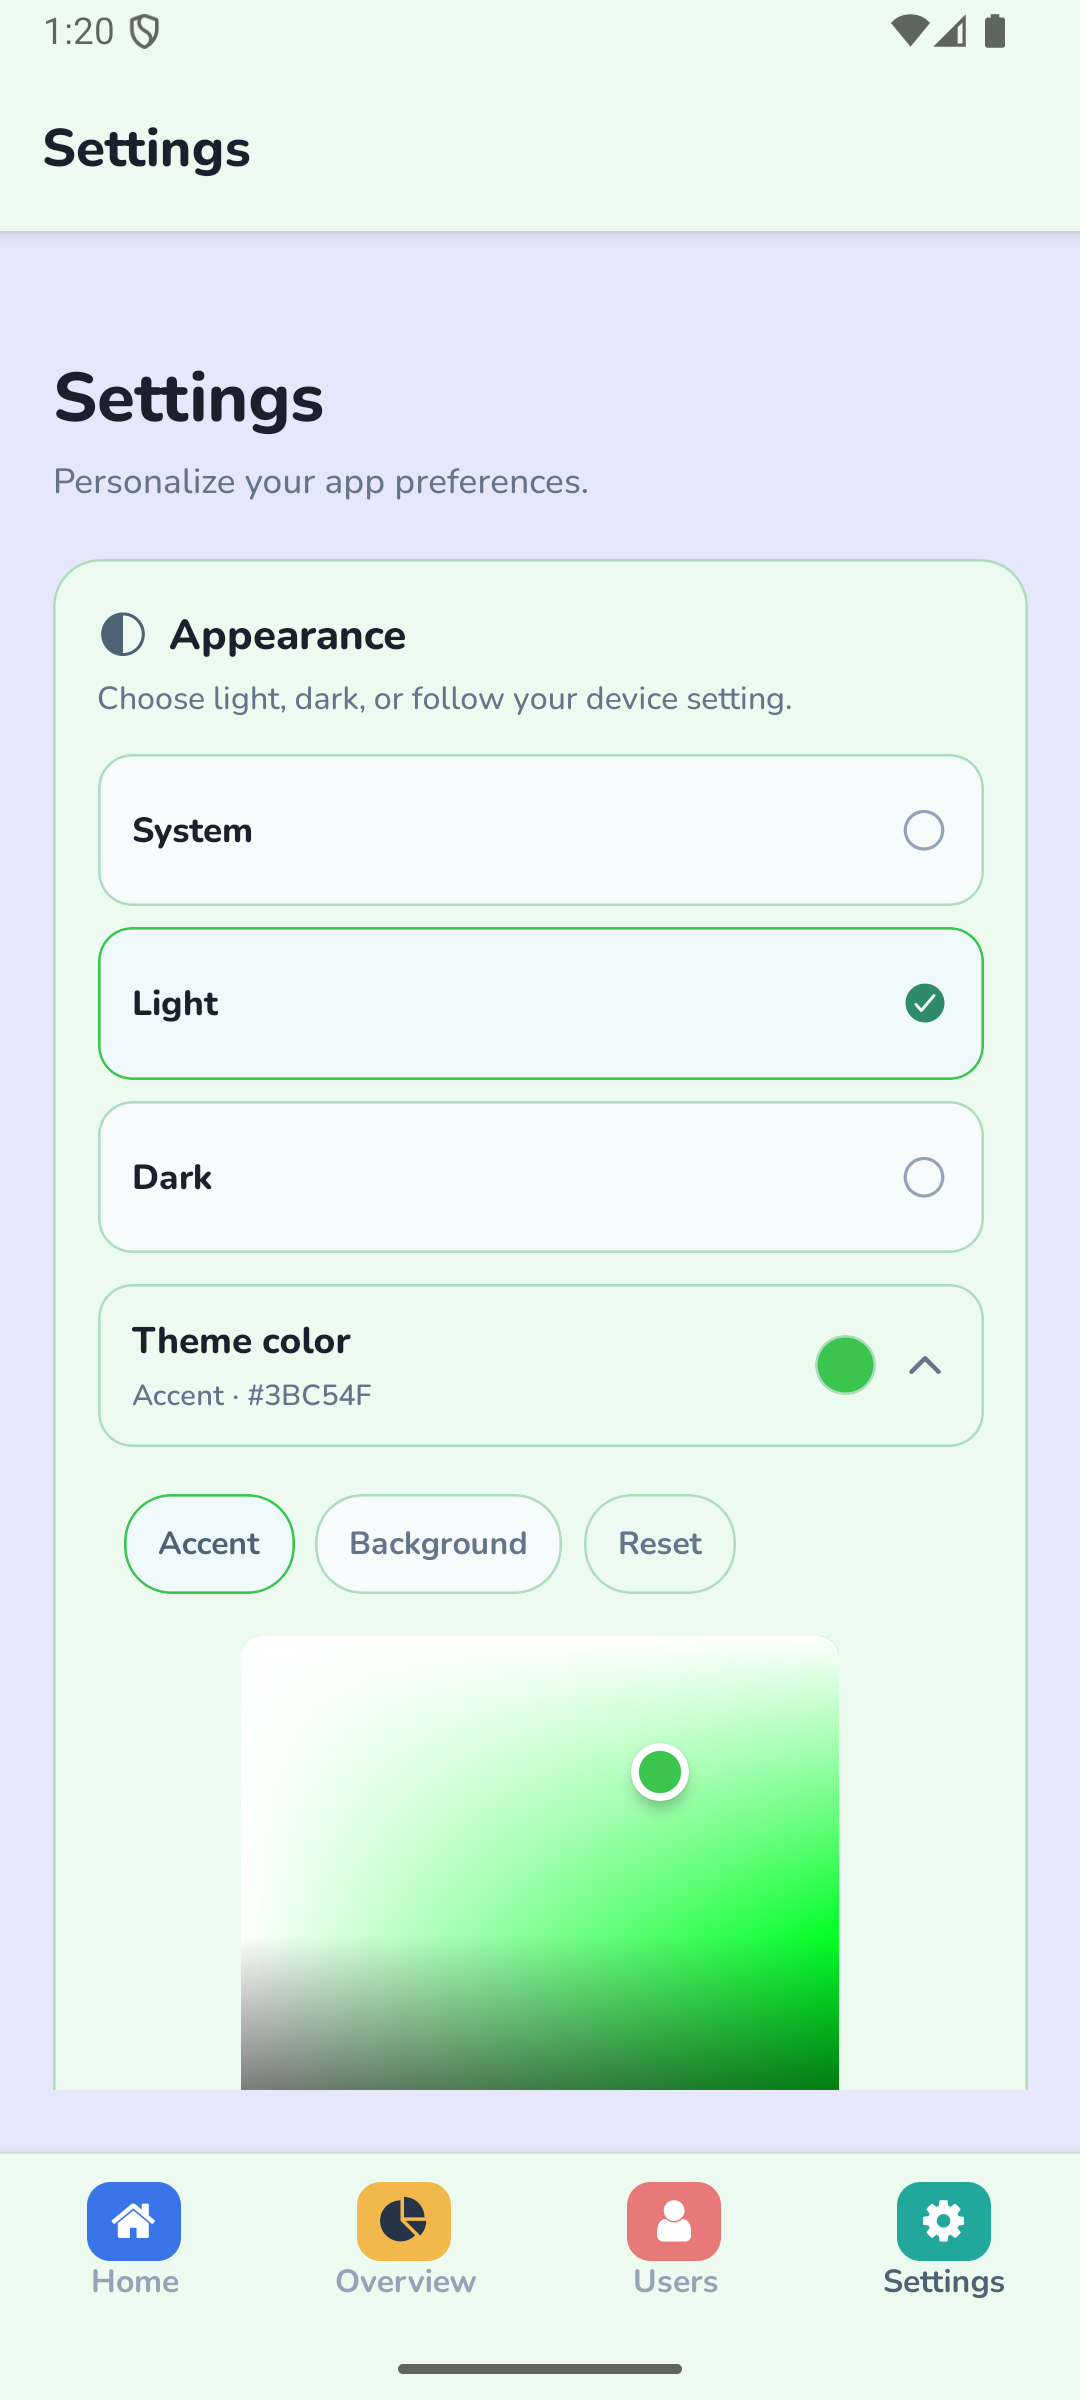 1:20
Settings
Settings
Personalize your app preferences.
Appearance
Choose light, dark, or follow your device setting.
System
Light
Dark
Theme color
Accent · #3BC54F
Accent
Background
Reset
Home
Overview
Users
Settings